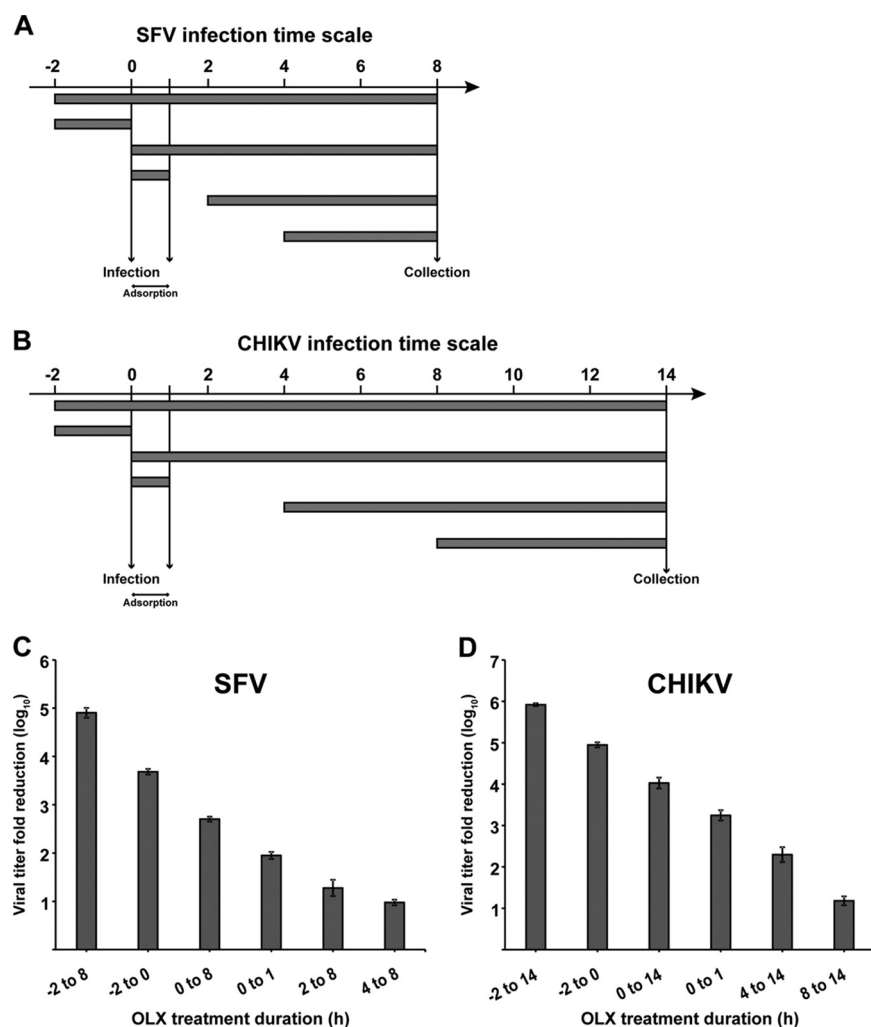 A
SFV infection time scale
-2 0 2 4 6 8
Infection
Adsorption
Collection
B
CHIKV infection time scale
-2 0 2 4 6 8 10 12 14
Infection
Adsorption
Collection
C
SFV
Viral titer fold reduction (log10)
6
5
4
3
2
1
-2 to 8
-2 to 0
0 to 8
0 to 1
2 to 8
4 to 8
OLX treatment duration (h)
D
CHIKV
Viral titer fold reduction (log10)
7
6
5
4
3
2
1
-2 to 14
-2 to 0
0 to 14
0 to 1
4 to 14
8 to 14
OLX treatment duration (h)